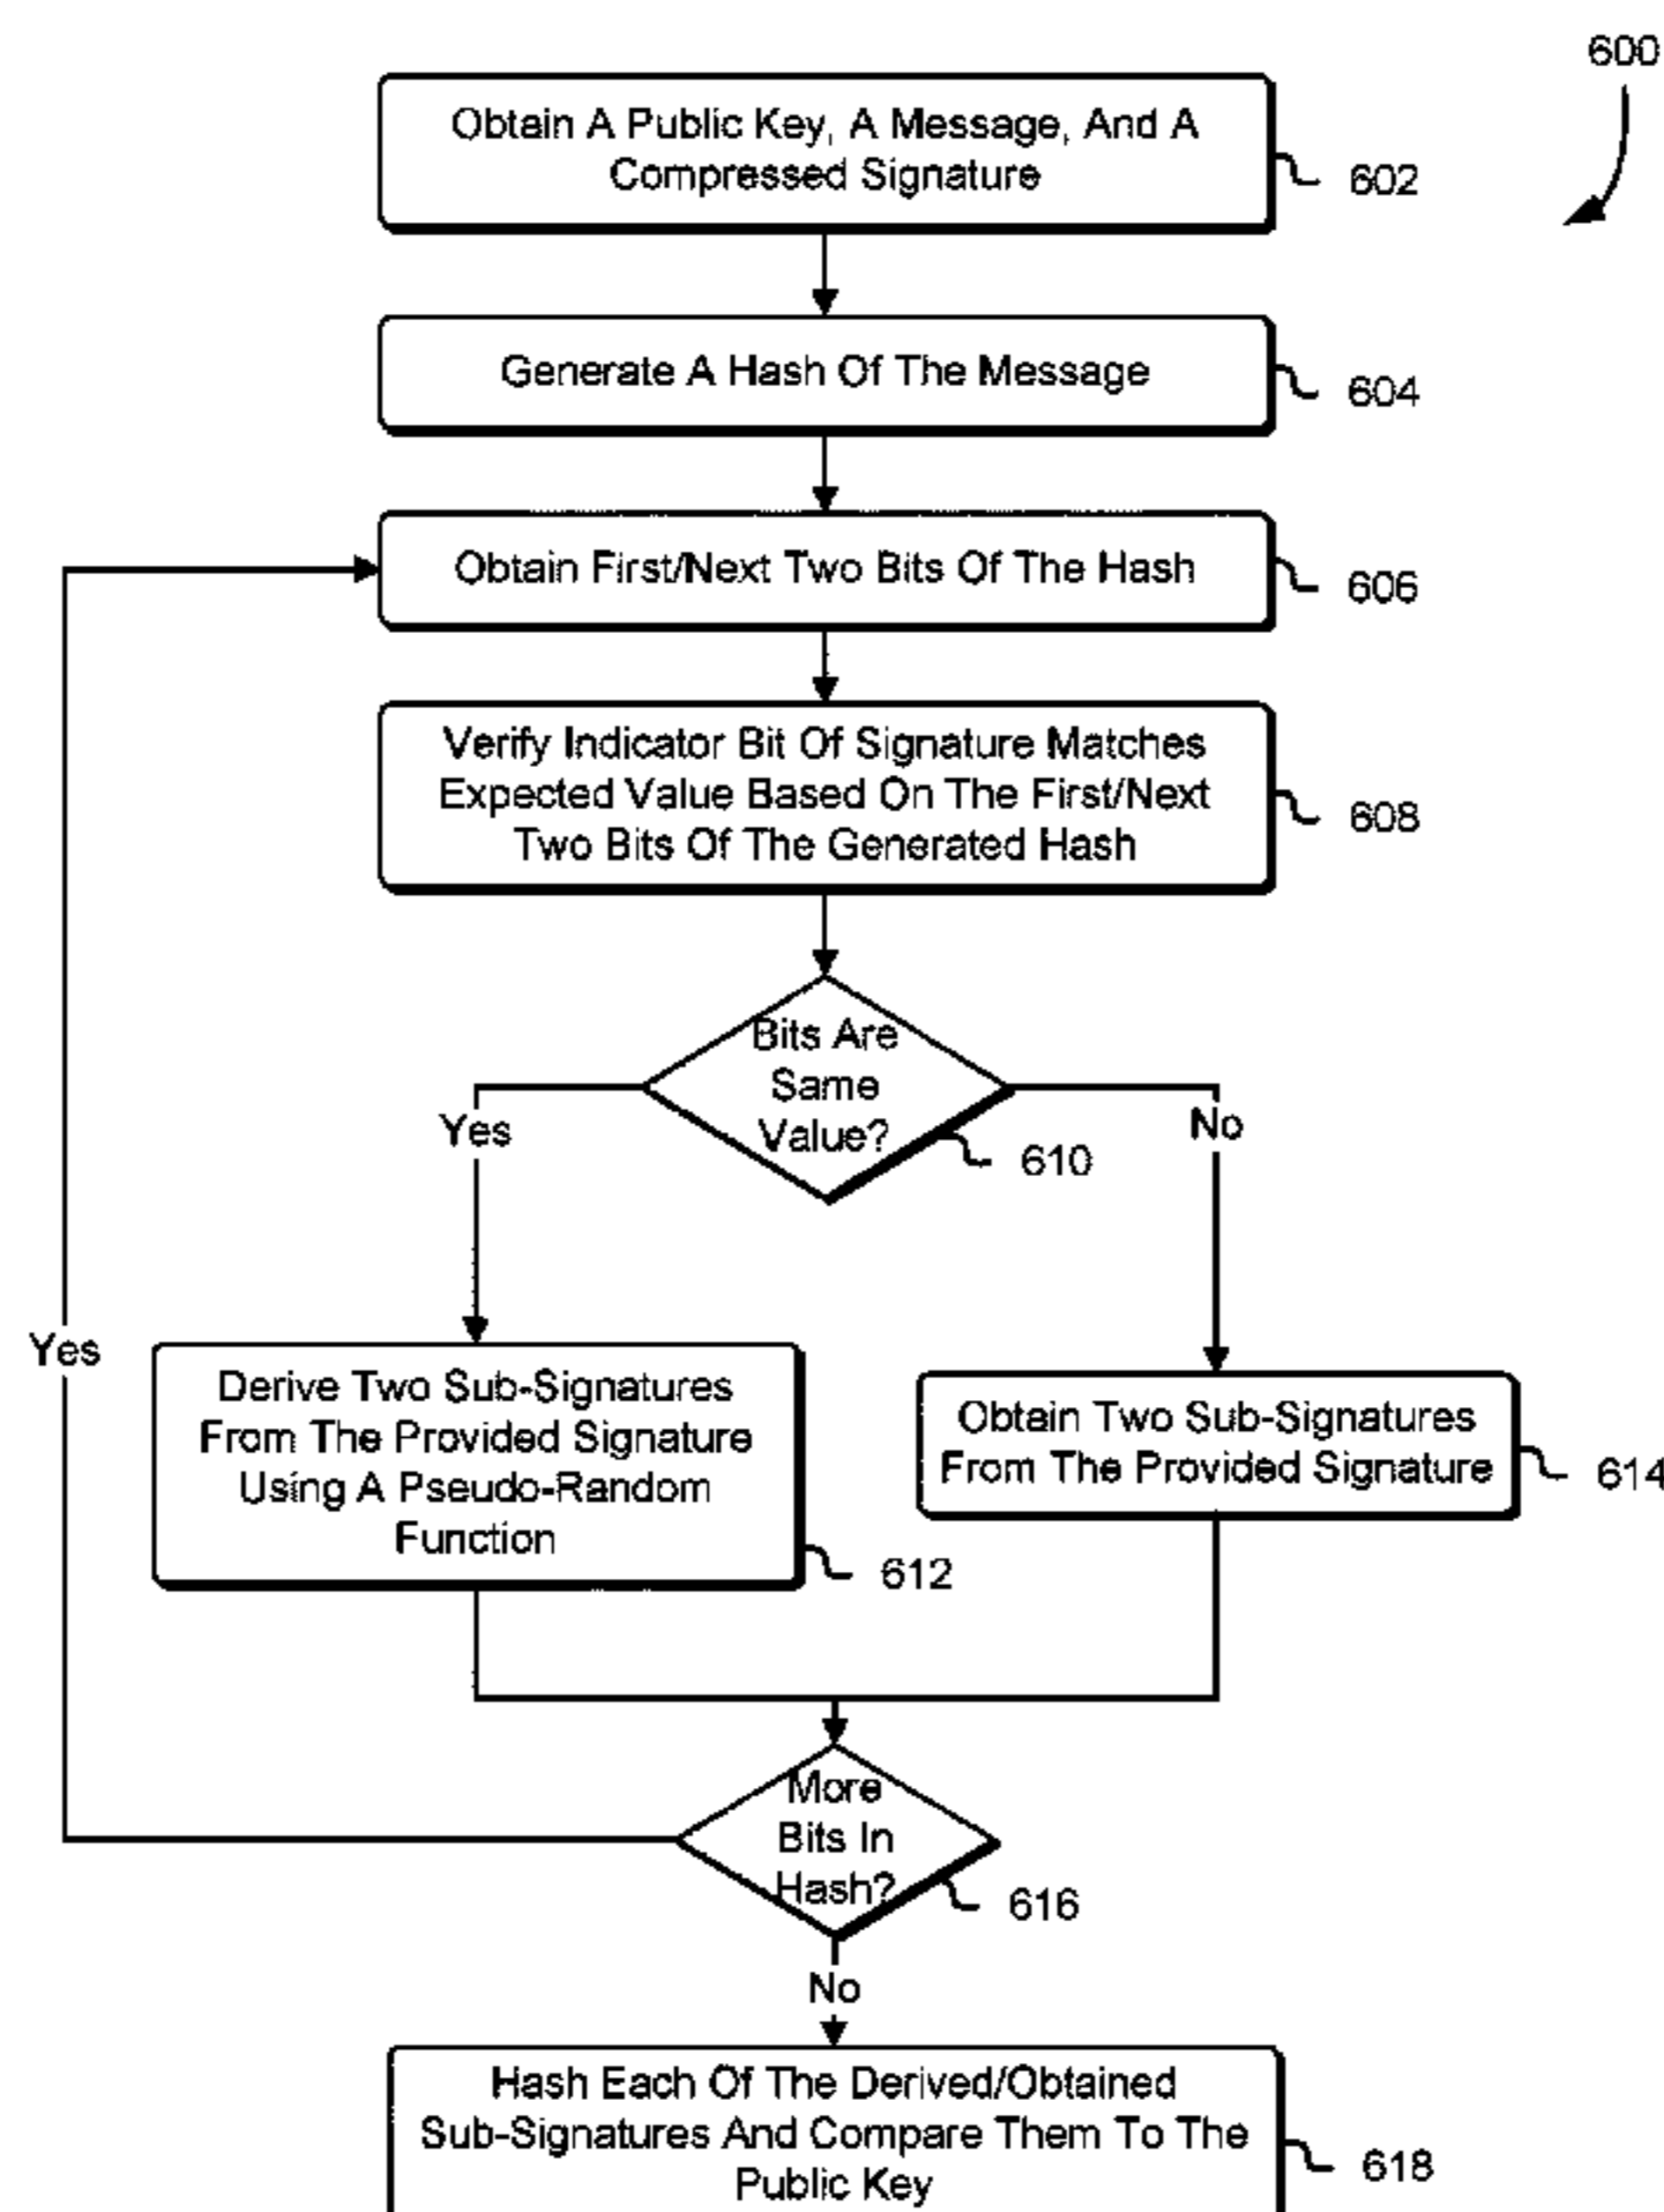 600
Obtain A Public Key, A Message, And A
Compressed Signature
602
Generate A Hash Of The Message
604
Obtain First/Next Two Bits Of The Hash
606
Verify Indicator Bit Of Signature Matches
Expected Value Based On The First/Next
Two Bits Of The Generated Hash
608
Bits Are
Same
Value?
610
Yes
No
Yes
Derive Two Sub-Signatures
From The Provided Signature
Using A Pseudo-Random
Function
612
Obtain Two Sub-Signatures
From The Provided Signature
614
More
Bits In
Hash?
616
No
Hash Each Of The Derived/Obtained
Sub-Signatures And Compare Them To The
Public Key
618